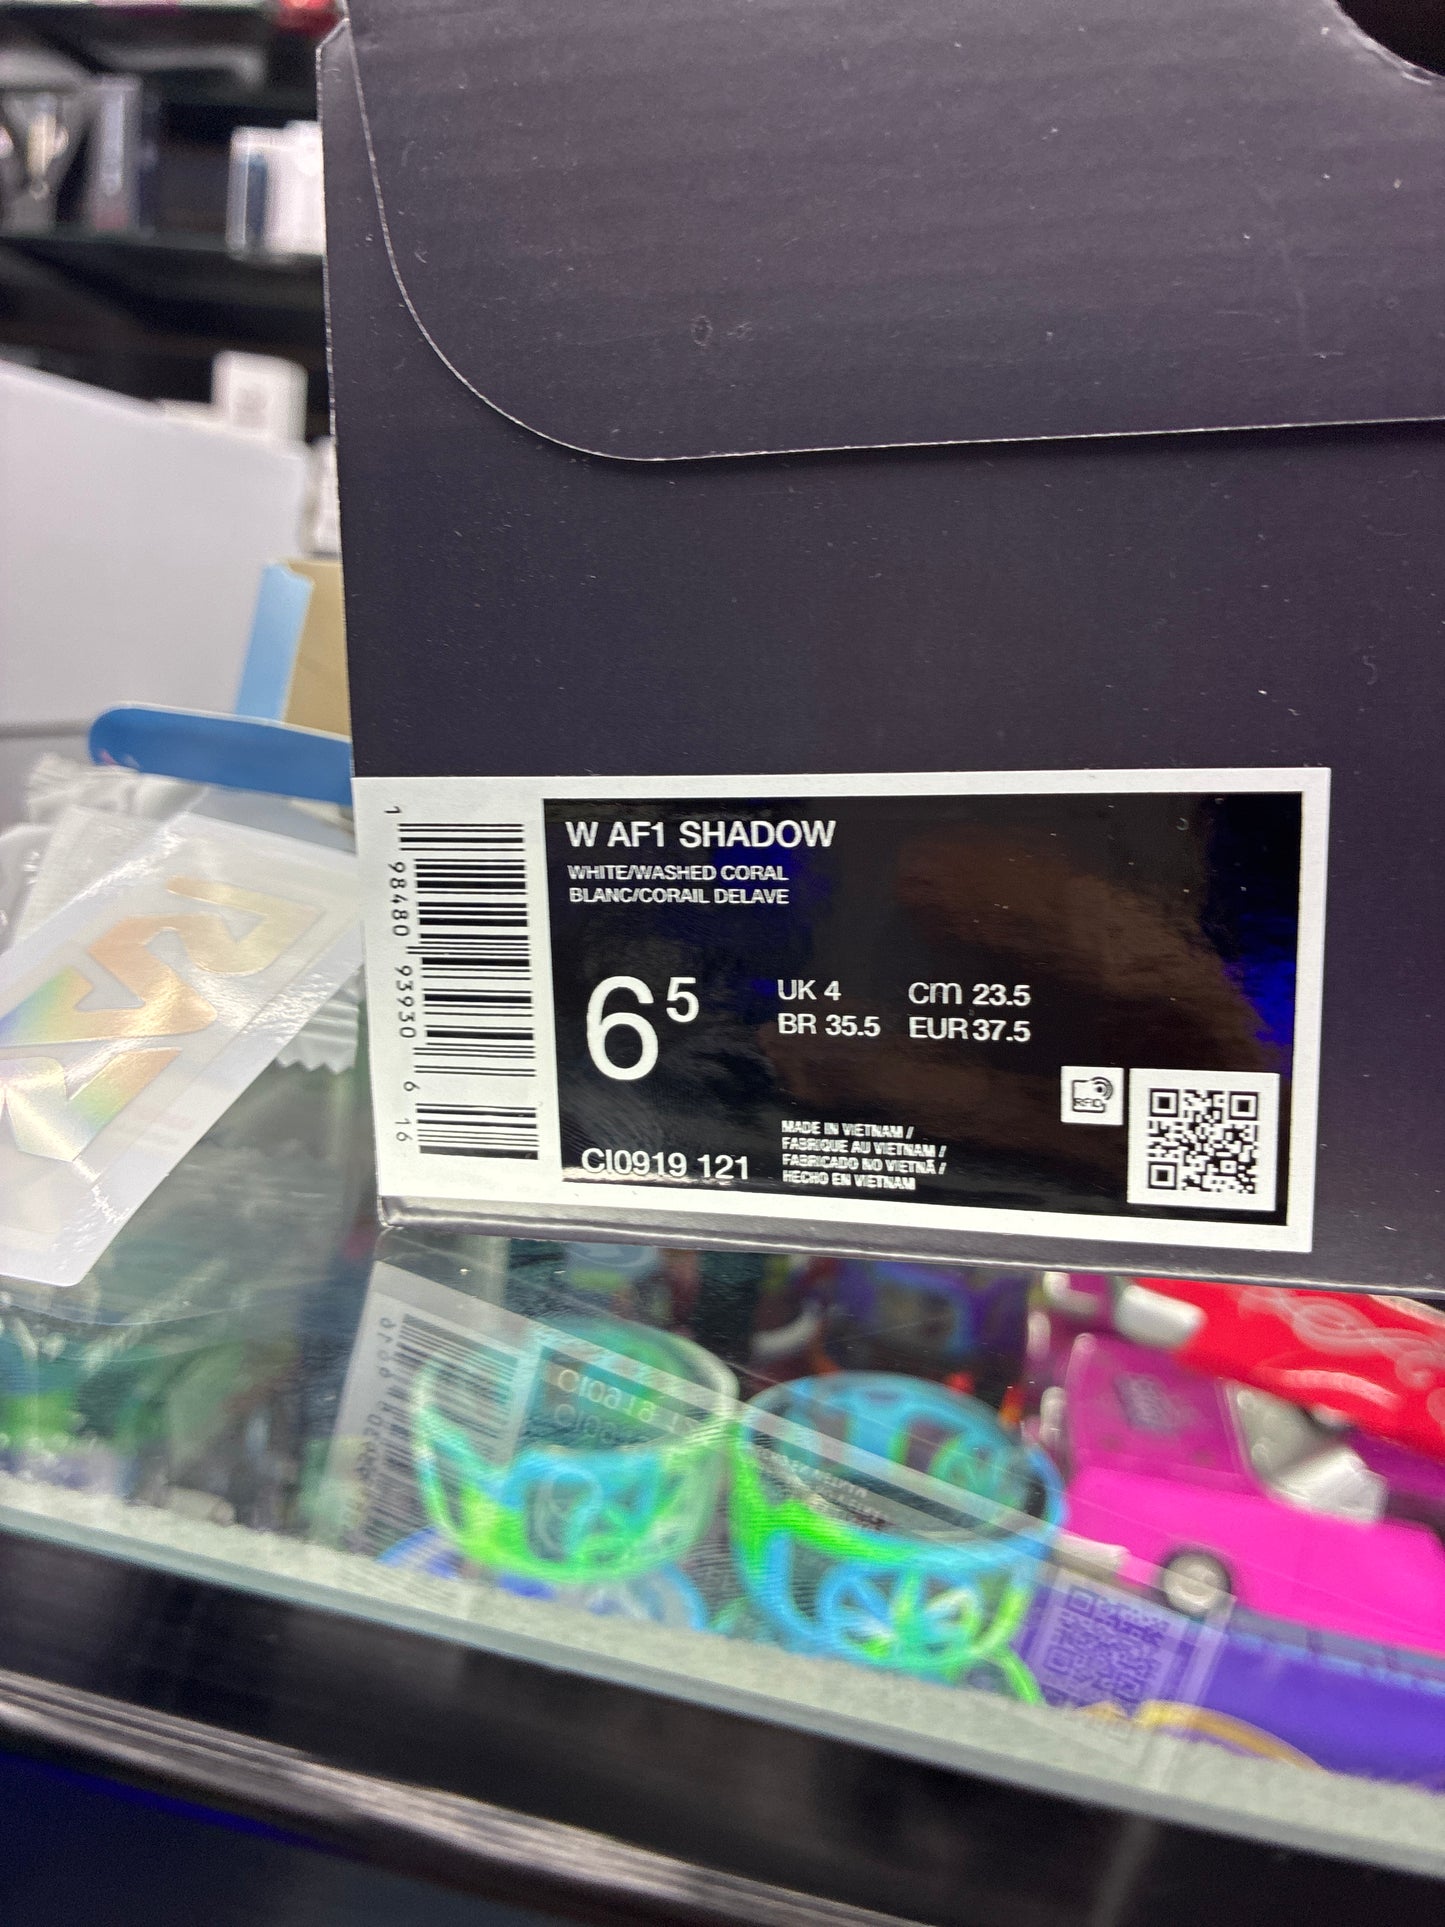 W AF1 SHADOW
WHITE/WASHED CORAL
BLANC/CORAIL DELAVE
6 5
UK 4 cm 23.5
BR 35.5 EUR 37.5
RFID
CI0919 121
MADE IN VIETNAM /
FABRIQUE AU VIETNAM /
FABRICADO NO VIETNÃ /
HECHO EN VIETNAM
1 98480 93930 6 16